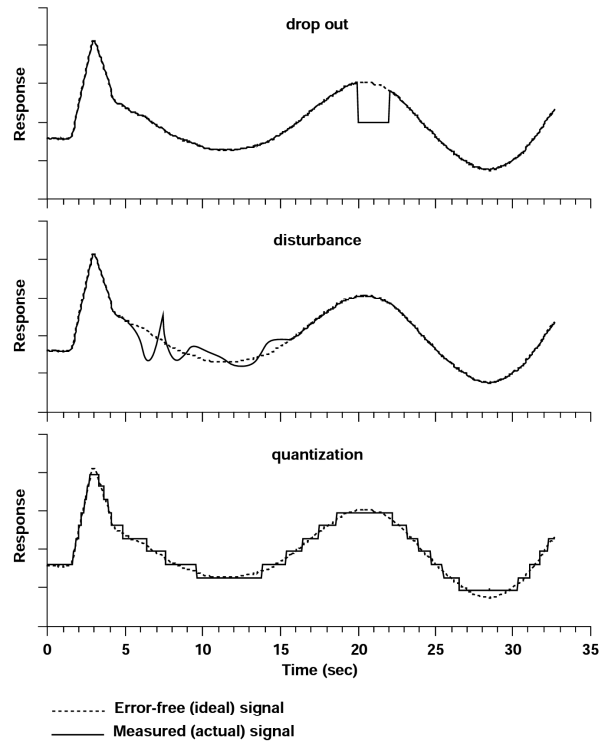 drop out
Response
disturbance
Response
quantization
Response
0 5 10 15 20 25 30 35
Time (sec)
Error-free (ideal) signal
Measured (actual) signal